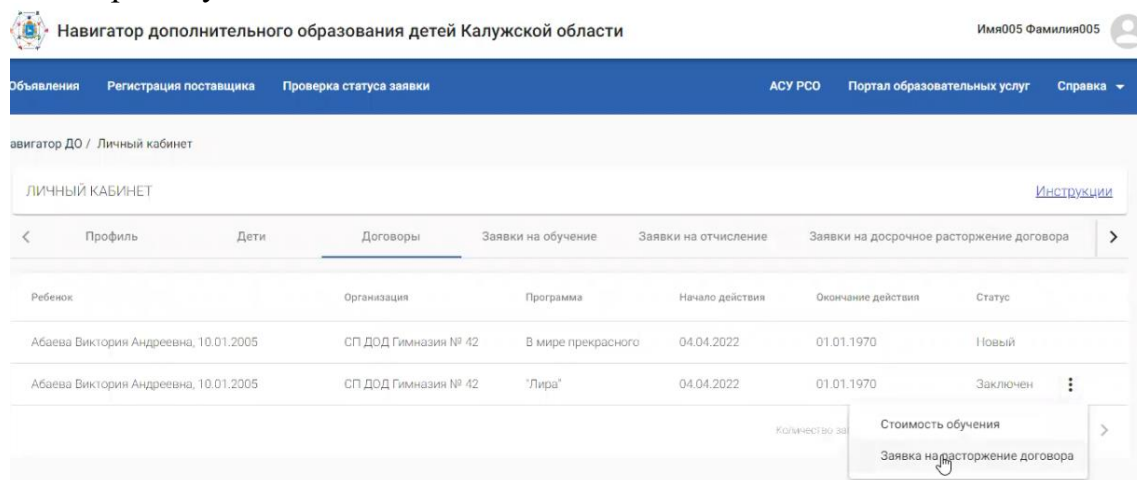 Навигатор дополнительного образования детей Калужской области Имя005 Фамилия005
Объявления Регистрация поставщика Проверка статуса заявки АСУ РСО Портал образовательных услуг Справка
авигатор ДО / Личный кабинет
ЛИЧНЫЙ КАБИНЕТ Инструкции
Профиль Дети Договоры Заявки на обучение Заявки на отчисление Заявки на досрочное расторжение договора
Ребенок Организация Программа Начало действия Окончание действия Статус
Абаева Виктория Андреевна, 10.01.2005 СП ДОД Гимназия № 42 В мире прекрасного 04.04.2022 01.01.1970 Новый
Абаева Виктория Андреевна, 10.01.2005 СП ДОД Гимназия № 42 "Лира" 04.04.2022 01.01.1970 Заключен
Количество за
Стоимость обучения
Заявка на расторжение договора